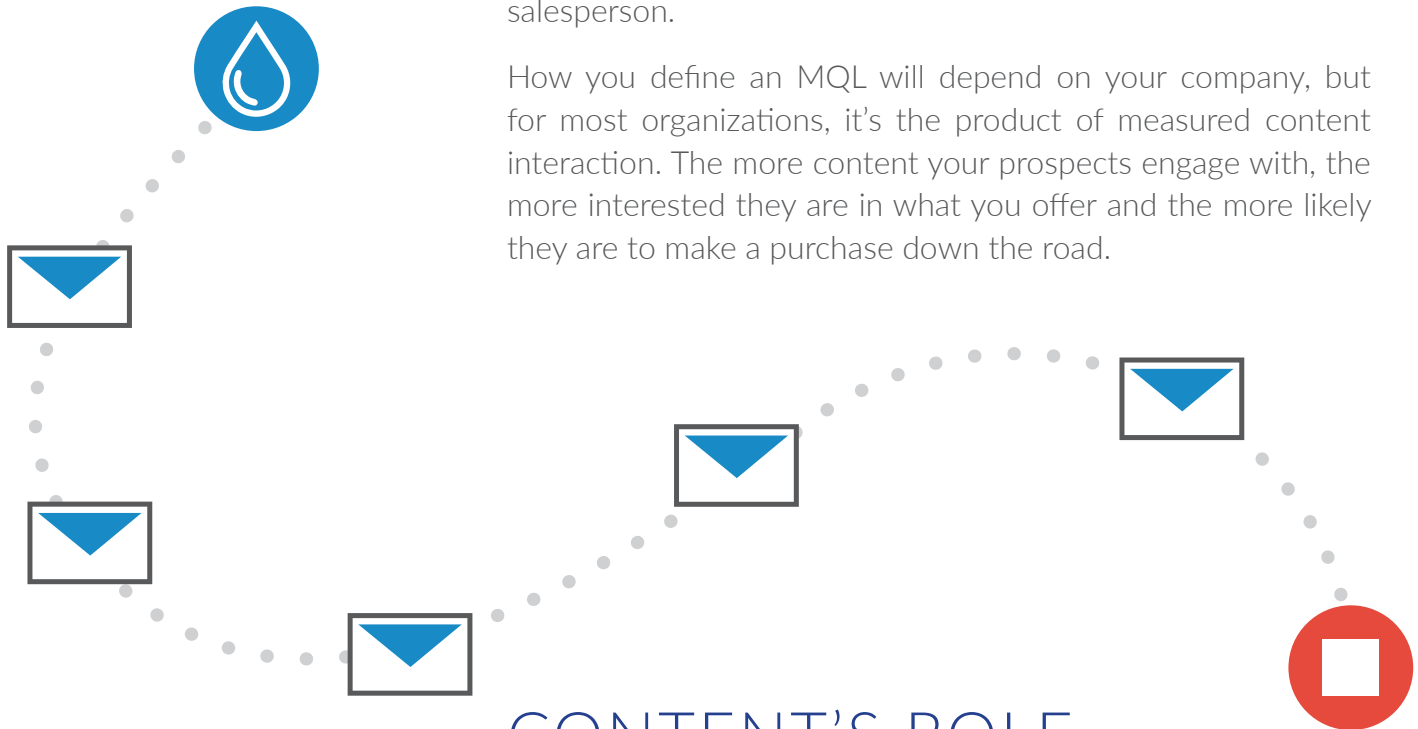 salesperson.
How you define an MQL will depend on your company, but
for most organizations, it’s the product of measured content
interaction. The more content your prospects engage with, the
more interested they are in what you offer and the more likely
they are to make a purchase down the road.
CONTENT’S ROLE